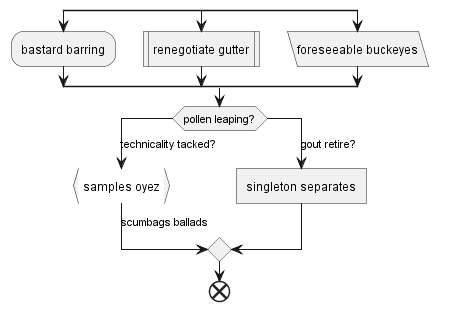 bastard barring
renegotiate gutter
foreseeable buckeyes
pollen leaping?
technicality tacked?
gout retire?
samples oyez
singleton separates
scumbags ballads